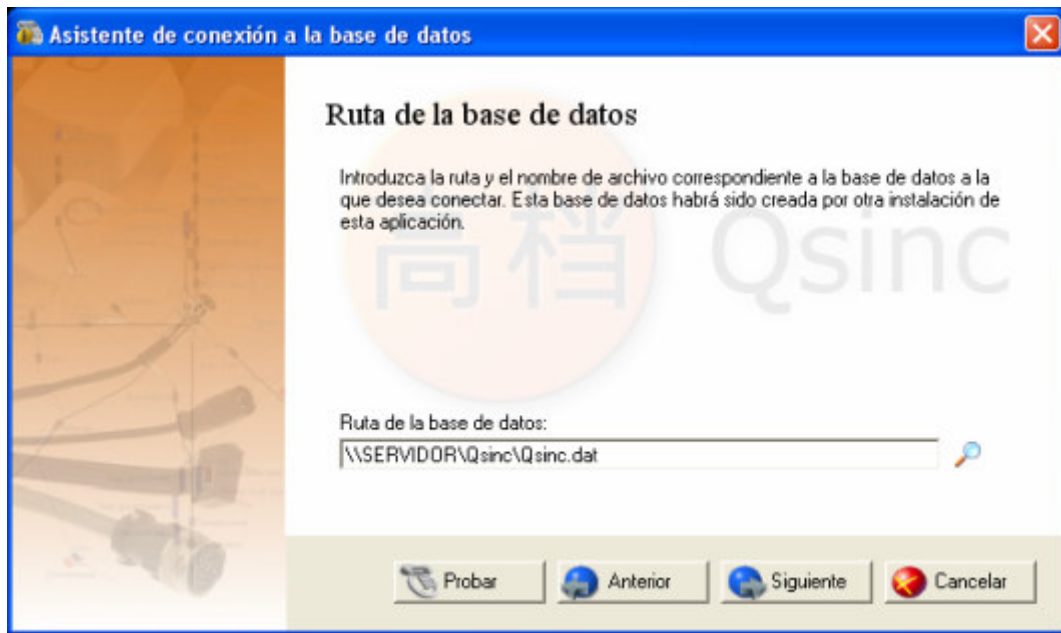 Asistente de conexión a la base de datos
Ruta de la base de datos
Introduzca la ruta y el nombre de archivo correspondiente a la base de datos a la
que desea conectar. Esta base de datos habrá sido creada por otra instalación de
esta aplicación.
高档 Qsinc
Ruta de la base de datos:
\\SERVIDOR\Qsinc\Qsinc.dat
Probar Anterior Siguiente Cancelar